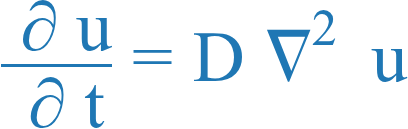 ∂u/∂t = D ∇² u